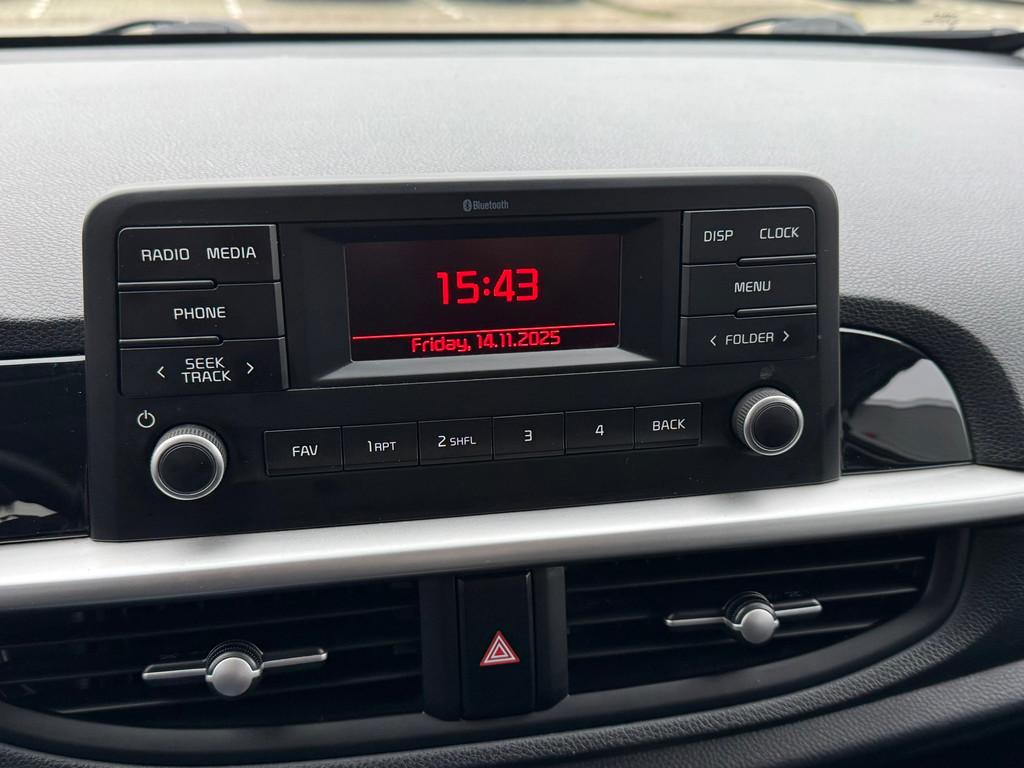 Bluetooth
RADIO MEDIA
PHONE
< SEEK >
TRACK
15:43
Friday, 14.11.2025
DISP CLOCK
MENU
< FOLDER >
FAV
1 RPT
2 SHFL
3
4
BACK